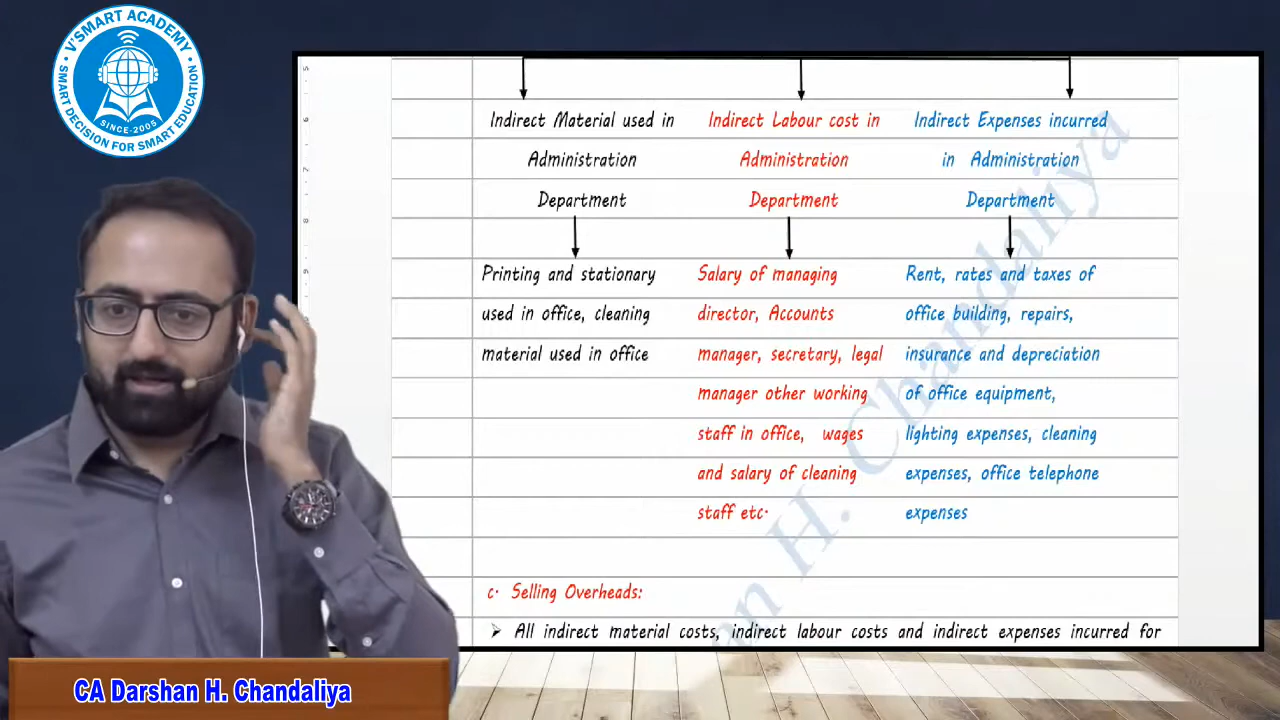 V'SMART ACADEMY
SMART DECISION FOR SMART EDUCATION
SINCE-2005
Indirect Material used in
Administration
Department
Indirect Labour cost in
Administration
Department
Indirect Expenses incurred
in Administration
Department
Printing and stationary
used in office, cleaning
material used in office
Salary of managing
director, Accounts
manager, secretary, legal
manager other working
staff in office, wages
and salary of cleaning
staff etc.
Rent, rates and taxes of
office building, repairs,
insurance and depreciation
of office equipment,
lighting expenses, cleaning
expenses, office telephone
expenses
c. Selling Overheads:
➢ All indirect material costs, indirect labour costs and indirect expenses incurred for
H. Chandaliya
CA Darshan H. Chandaliya